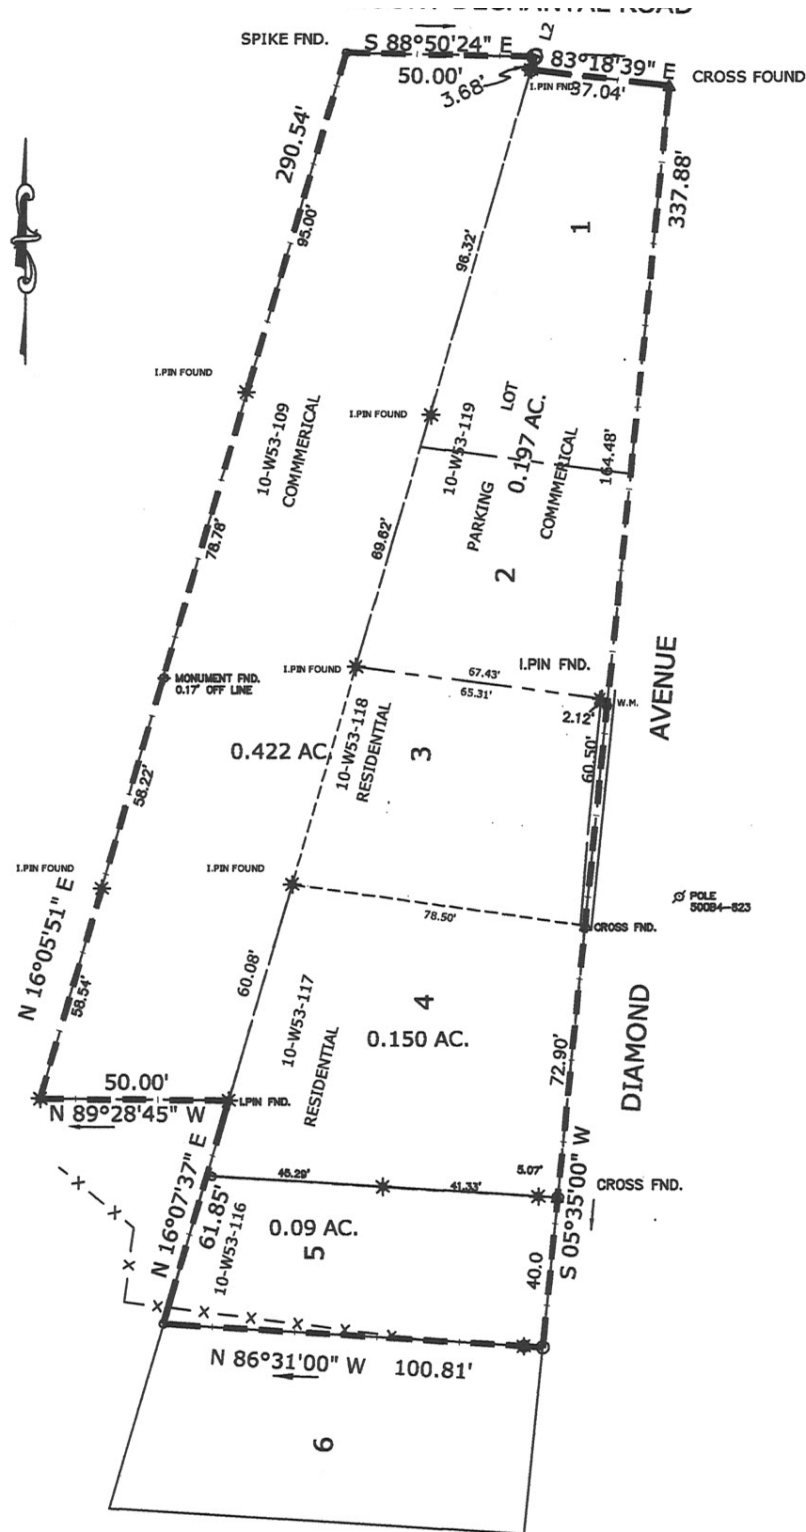 SPIKE FND.
S 88°50'24" E
50.00'
L2
3.68'
83°18'39" E
I.PIN FND
37.04'
CROSS FOUND
290.54'
337.88'
95.00'
96.32'
1
I.PIN FOUND
I.PIN FOUND
10-W53-109
COMMMERICAL
10-W53-119
LOT
0.197 AC.
PARKING
COMMMERICAL
164.48'
78.78'
69.62'
2
MONUMENT FND.
0.17' OFF LINE
I.PIN FOUND
67.43'
65.31'
I.PIN FND.
W.M.
2.12'
60.50'
AVENUE
0.422 AC.
10-W53-118
RESIDENTIAL
3
58.22'
I.PIN FOUND
I.PIN FOUND
78.50'
CROSS FND.
POLE
500B4-823
N 16°05'51" E
58.54'
60.08'
10-W53-117
RESIDENTIAL
4
0.150 AC.
72.90'
DIAMOND
50.00'
N 89°28'45" W
I.PIN FND.
45.29'
41.33'
5.07'
CROSS FND.
S 05°35'00" W
N 16°07'37" E
61.85'
10-W53-116
0.09 AC.
5
40.0
X
X
X
X
X
X
X
X
X
N 86°31'00" W
100.81'
6